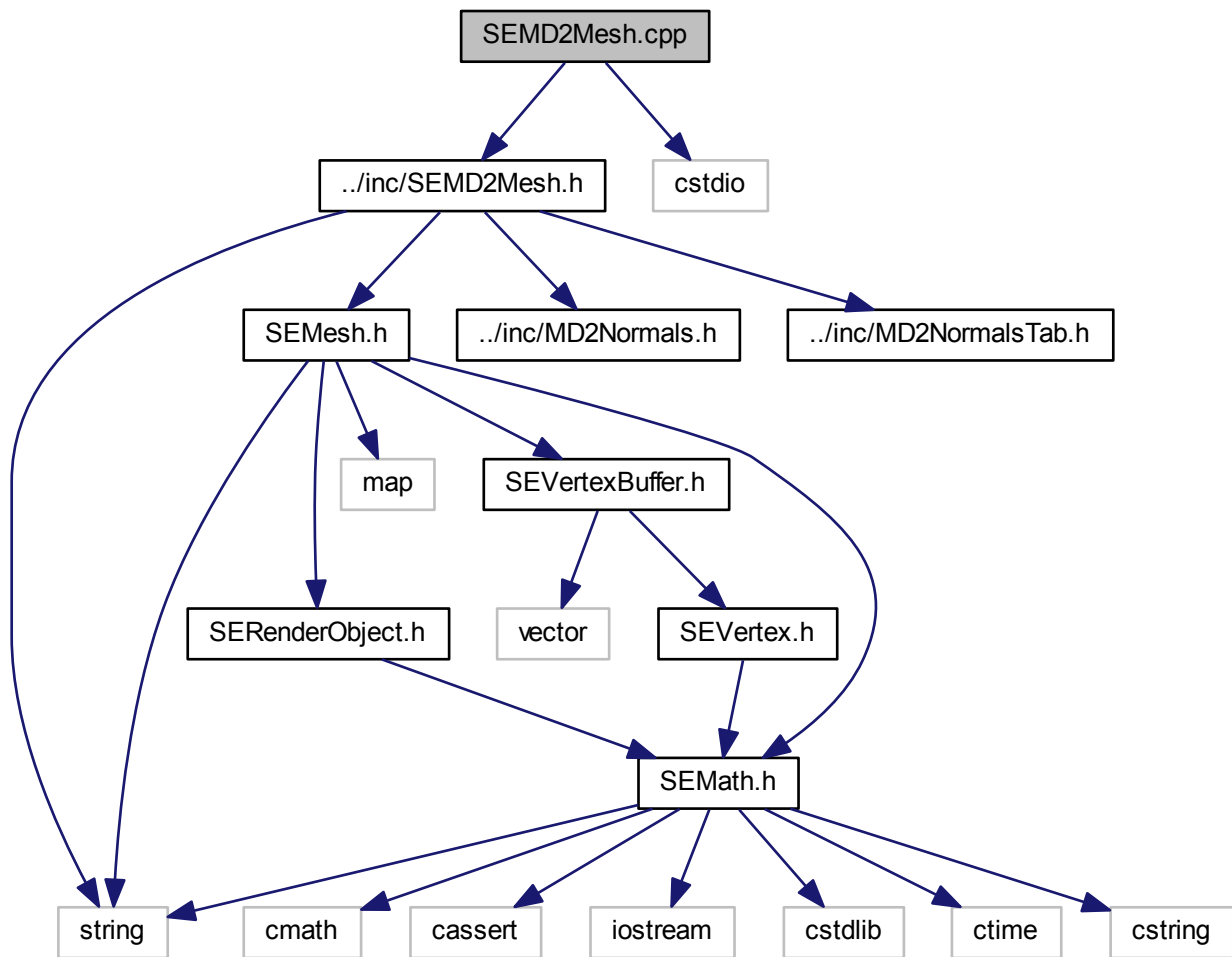 SEMD2Mesh.cpp
../inc/SEMD2Mesh.h
cstdio
SEMesh.h
../inc/MD2Normals.h
../inc/MD2NormalsTab.h
map
SEVertexBuffer.h
SERenderObject.h
vector
SEVertex.h
SEMath.h
string
cmath
cassert
iostream
cstdlib
ctime
cstring